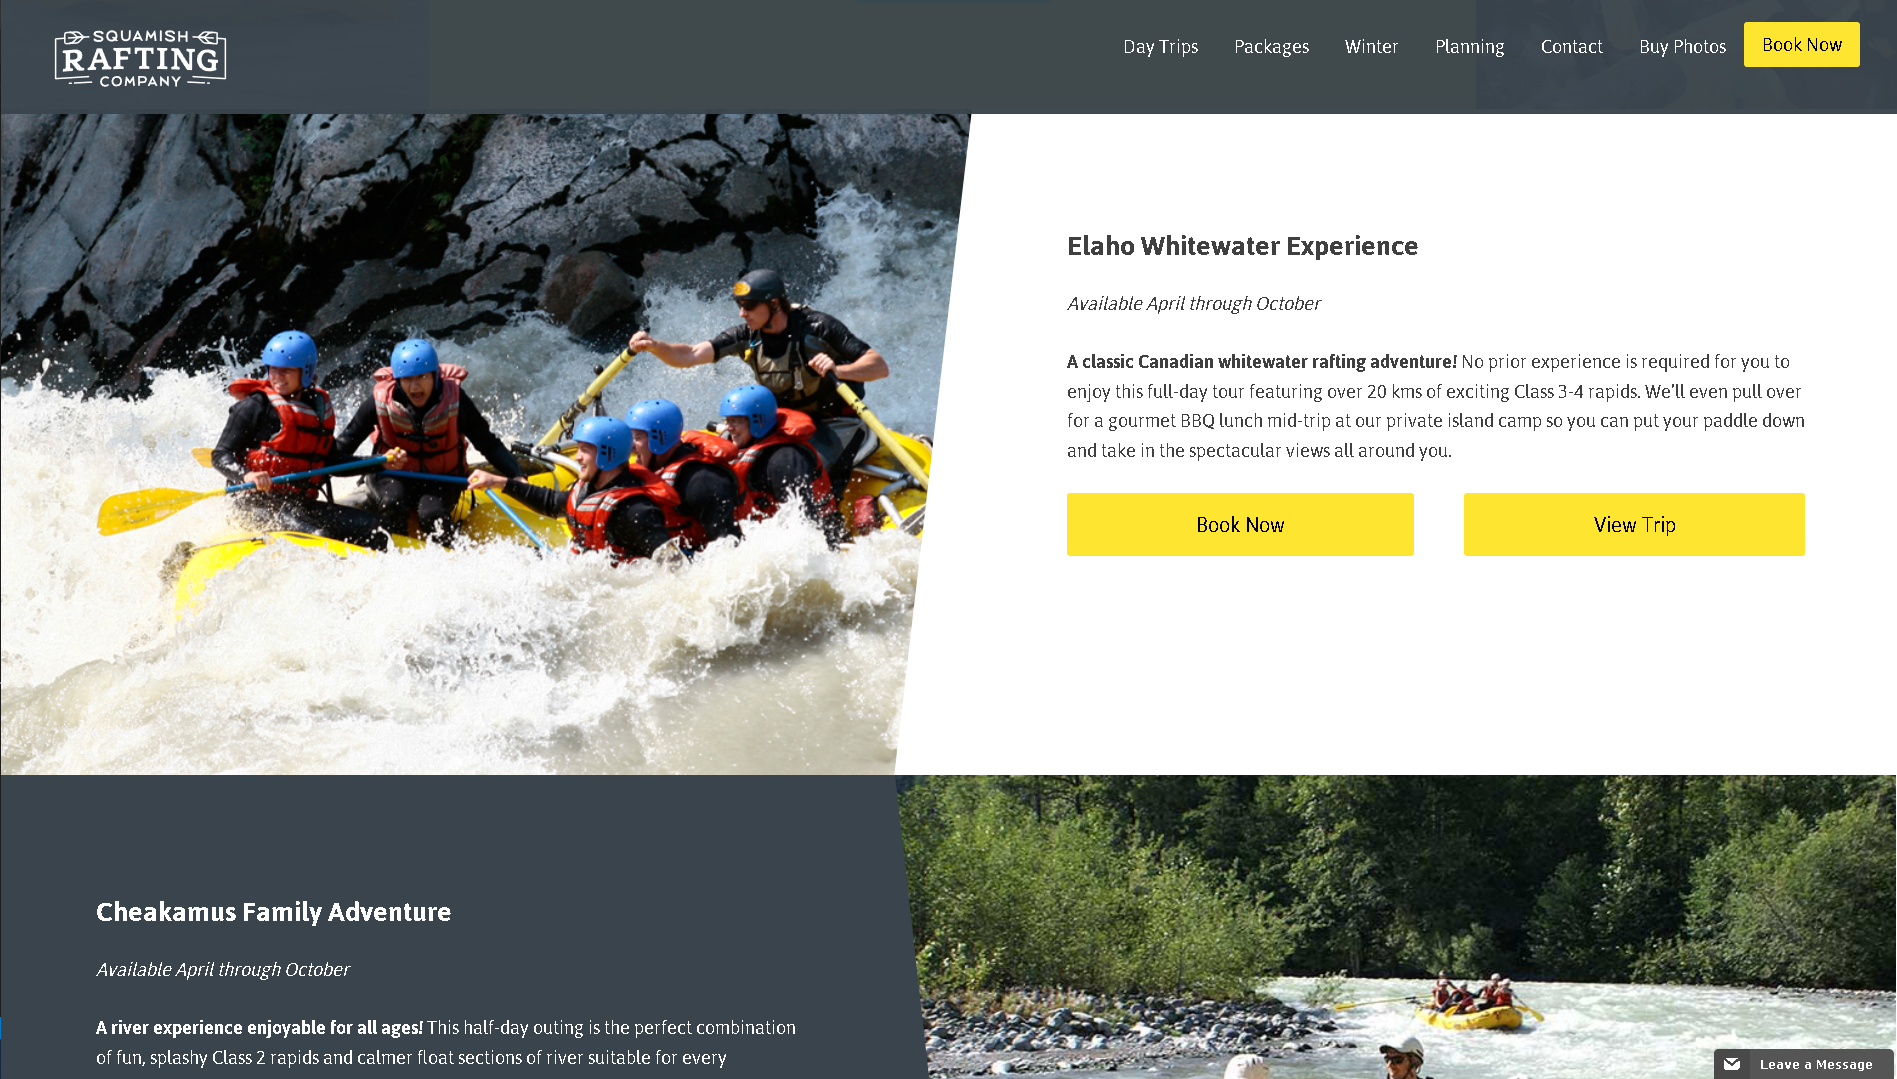 SQUAMISH
RAFTING
COMPANY
Day Trips Packages Winter Planning Contact Buy Photos Book Now
Elaho Whitewater Experience
Available April through October
A classic Canadian whitewater rafting adventure! No prior experience is required for you to
enjoy this full-day tour featuring over 20 kms of exciting Class 3-4 rapids. We'll even pull over
for a gourmet BBQ lunch mid-trip at our private island camp so you can put your paddle down
and take in the spectacular views all around you.
Book Now View Trip
Cheakamus Family Adventure
Available April through October
A river experience enjoyable for all ages! This half-day outing is the perfect combination
of fun, splashy Class 2 rapids and calmer float sections of river suitable for every
Leave a Message